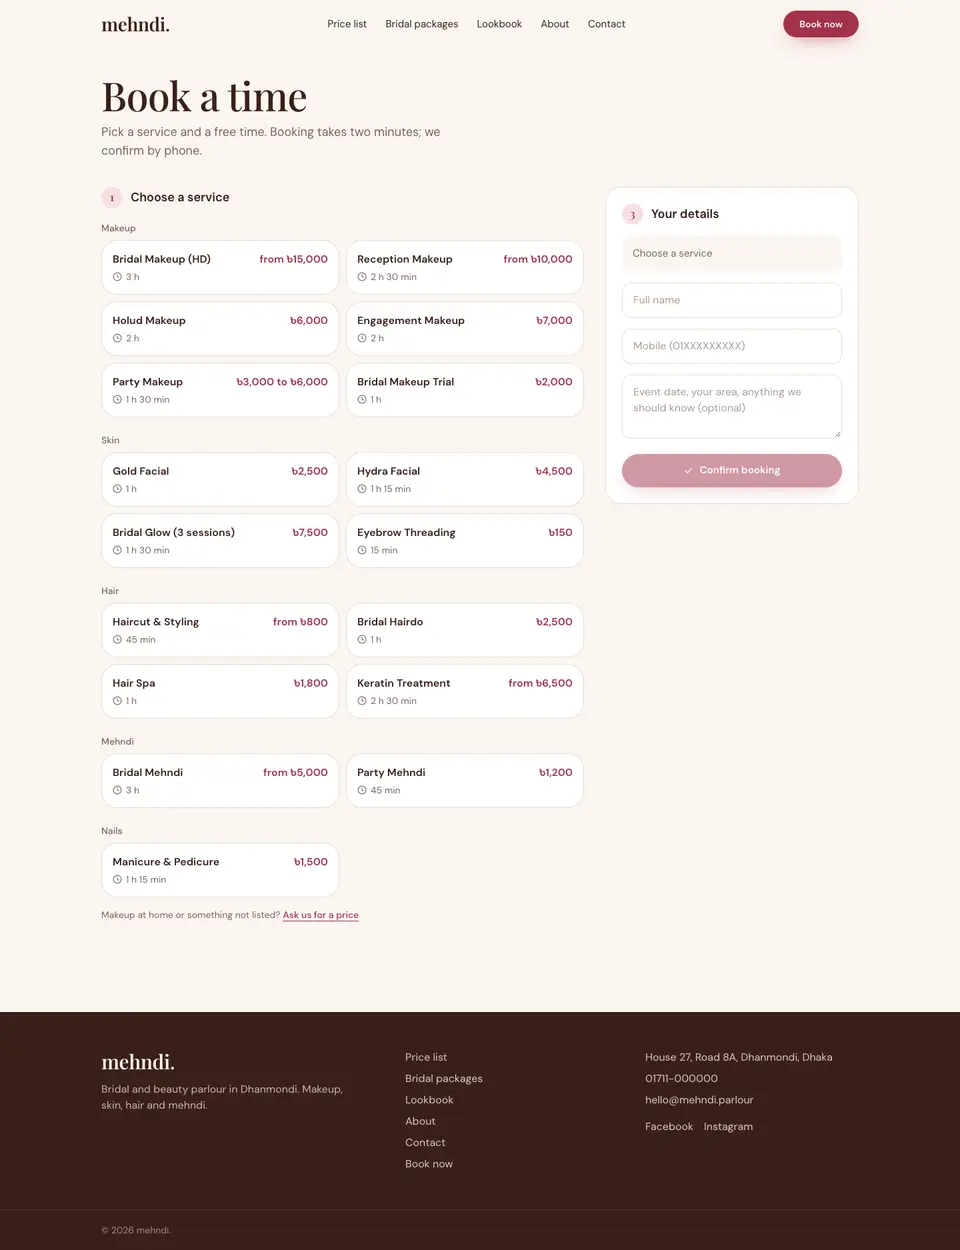 mehndi.
Price list
Bridal packages
Lookbook
About
Contact
Book now
Book a time
Pick a service and a free time. Booking takes two minutes; we
confirm by phone.
1 Choose a service
Makeup
Bridal Makeup (HD) from ৳15,000
3 h
Reception Makeup from ৳10,000
2 h 30 min
Holud Makeup ৳6,000
2 h
Engagement Makeup ৳7,000
2 h
Party Makeup ৳3,000 to ৳6,000
1 h 30 min
Bridal Makeup Trial ৳2,000
1 h
Skin
Gold Facial ৳2,500
1 h
Hydra Facial ৳4,500
1 h 15 min
Bridal Glow (3 sessions) ৳7,500
1 h 30 min
Eyebrow Threading ৳150
15 min
Hair
Haircut & Styling from ৳800
45 min
Bridal Hairdo ৳2,500
1 h
Hair Spa ৳1,800
1 h
Keratin Treatment from ৳6,500
2 h 30 min
Mehndi
Bridal Mehndi from ৳5,000
3 h
Party Mehndi ৳1,200
45 min
Nails
Manicure & Pedicure ৳1,500
1 h 15 min
Makeup at home or something not listed? Ask us for a price
3 Your details
Choose a service
Full name
Mobile (01XXXXXXXXX)
Event date, your area, anything we
should know (optional)
Confirm booking
mehndi.
Bridal and beauty parlour in Dhanmondi. Makeup,
skin, hair and mehndi.
Price list
Bridal packages
Lookbook
About
Contact
Book now
House 27, Road 8A, Dhanmondi, Dhaka
01711-000000
hello@mehndi.parlour
Facebook Instagram
© 2026 mehndi.